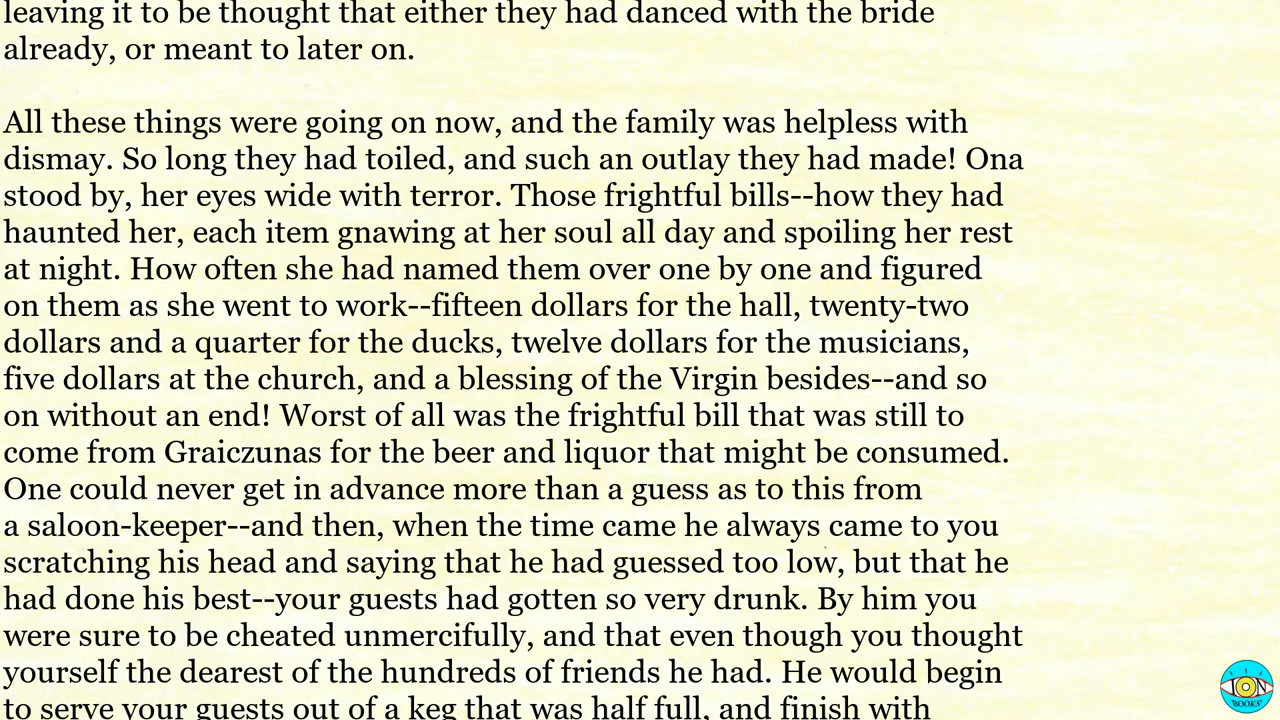 leaving it to be thought that either they had danced with the bride
already, or meant to later on.
All these things were going on now, and the family was helpless with
dismay. So long they had toiled, and such an outlay they had made! Ona
stood by, her eyes wide with terror. Those frightful bills--how they had
haunted her, each item gnawing at her soul all day and spoiling her rest
at night. How often she had named them over one by one and figured
on them as she went to work--fifteen dollars for the hall, twenty-two
dollars and a quarter for the ducks, twelve dollars for the musicians,
five dollars at the church, and a blessing of the Virgin besides--and so
on without an end! Worst of all was the frightful bill that was still to
come from Graiczunas for the beer and liquor that might be consumed.
One could never get in advance more than a guess as to this from
a saloon-keeper--and then, when the time came he always came to you
scratching his head and saying that he had guessed too low, but that he
had done his best--your guests had gotten so very drunk. By him you
were sure to be cheated unmercifully, and that even though you thought
yourself the dearest of the hundreds of friends he had. He would begin
to serve your guests out of a keg that was half full, and finish with
ION
BOOKS